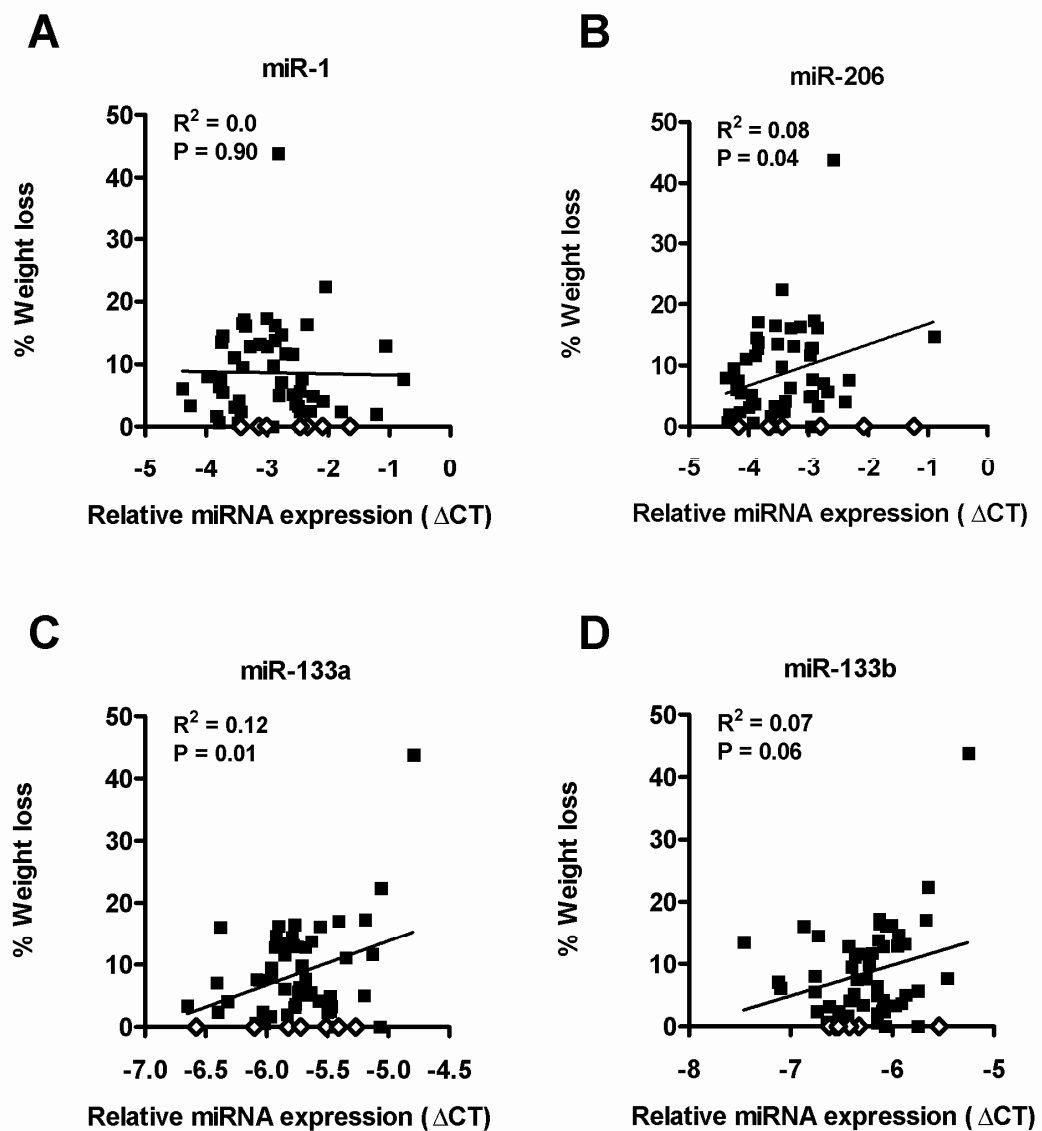 A
miR-1
R² = 0.0
P = 0.90
% Weight loss
50
40
30
20
10
0
-5 -4 -3 -2 -1 0
Relative miRNA expression ( ΔCT)
B
miR-206
R² = 0.08
P = 0.04
% Weight loss
50
40
30
20
10
0
-5 -4 -3 -2 -1 0
Relative miRNA expression ( ΔCT)
C
miR-133a
R² = 0.12
P = 0.01
% Weight loss
50
40
30
20
10
0
-7.0 -6.5 -6.0 -5.5 -5.0 -4.5
Relative miRNA expression (ΔCT)
D
miR-133b
R² = 0.07
P = 0.06
% Weight loss
50
40
30
20
10
0
-8 -7 -6 -5
Relative miRNA expression (ΔCT)